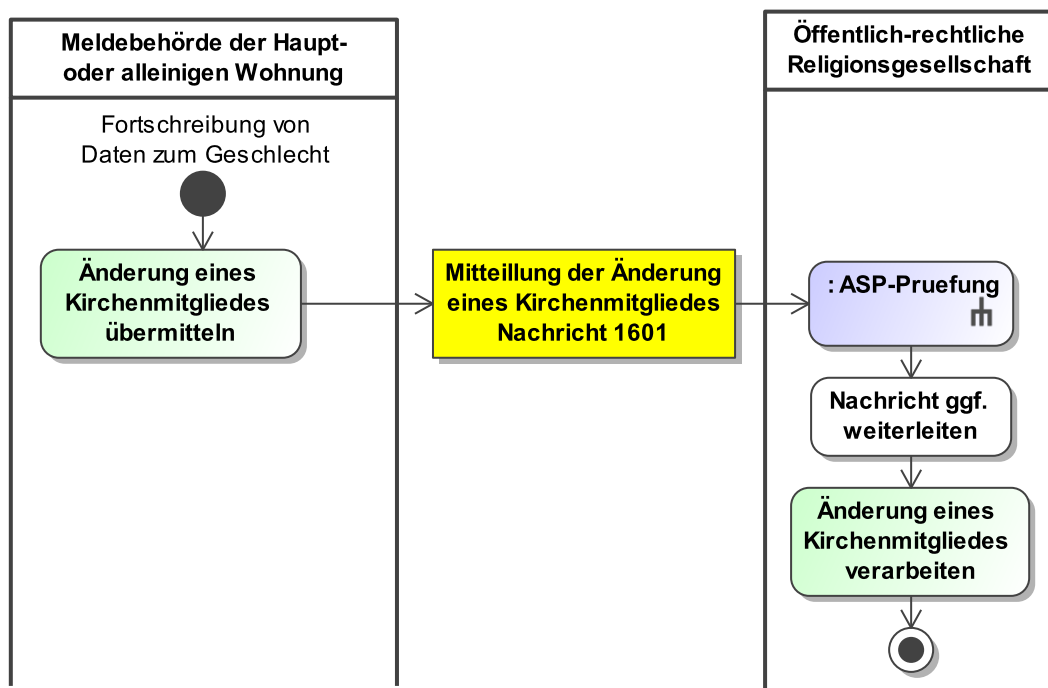 Meldebehörde der Haupt-
oder alleinigen Wohnung
Fortschreibung von
Daten zum Geschlecht
Änderung eines
Kirchenmitgliedes
übermitteln
Mitteillung der Änderung
eines Kirchenmitgliedes
Nachricht 1601
Öffentlich-rechtliche
Religionsgesellschaft
: ASP-Pruefung
Nachricht ggf.
weiterleiten
Änderung eines
Kirchenmitgliedes
verarbeiten